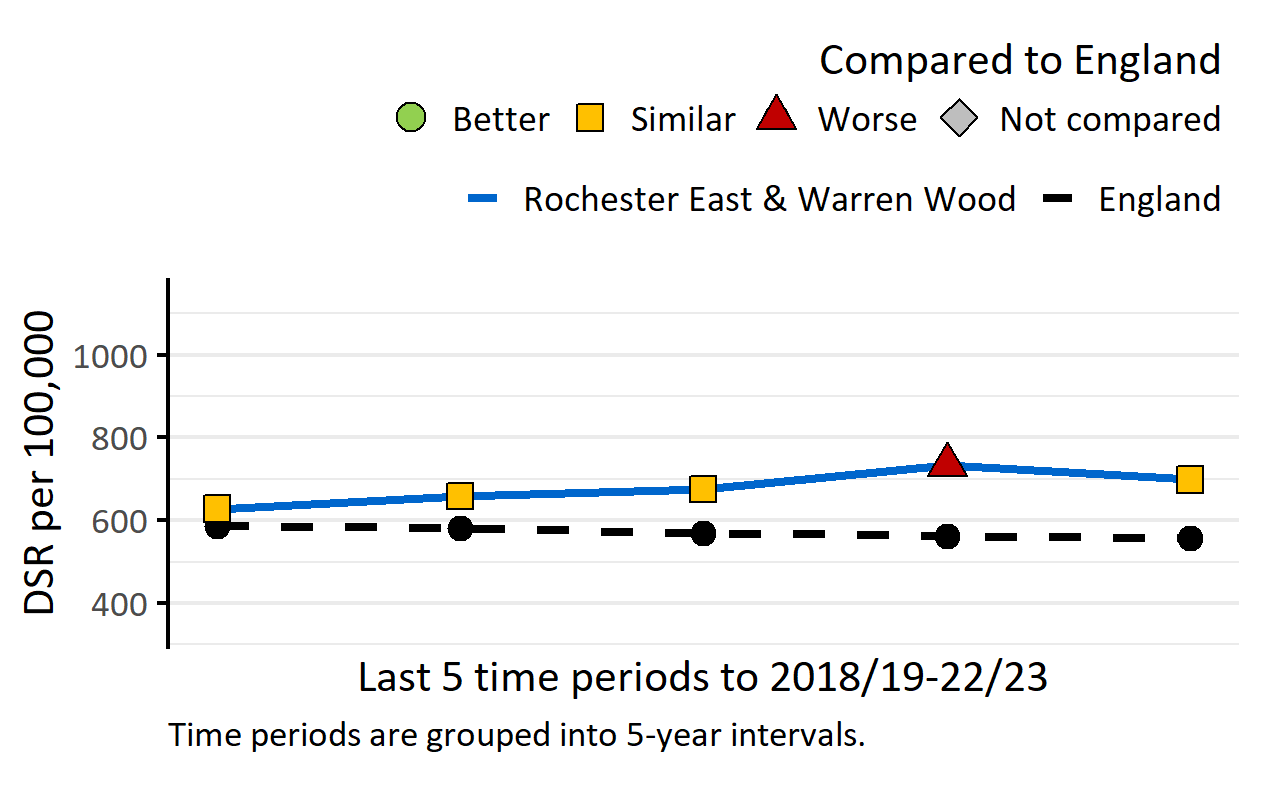 Compared to England
Better Similar Worse Not compared
Rochester East & Warren Wood England
DSR per 100,000
1000
800
600
400
Last 5 time periods to 2018/19-22/23
Time periods are grouped into 5-year intervals.